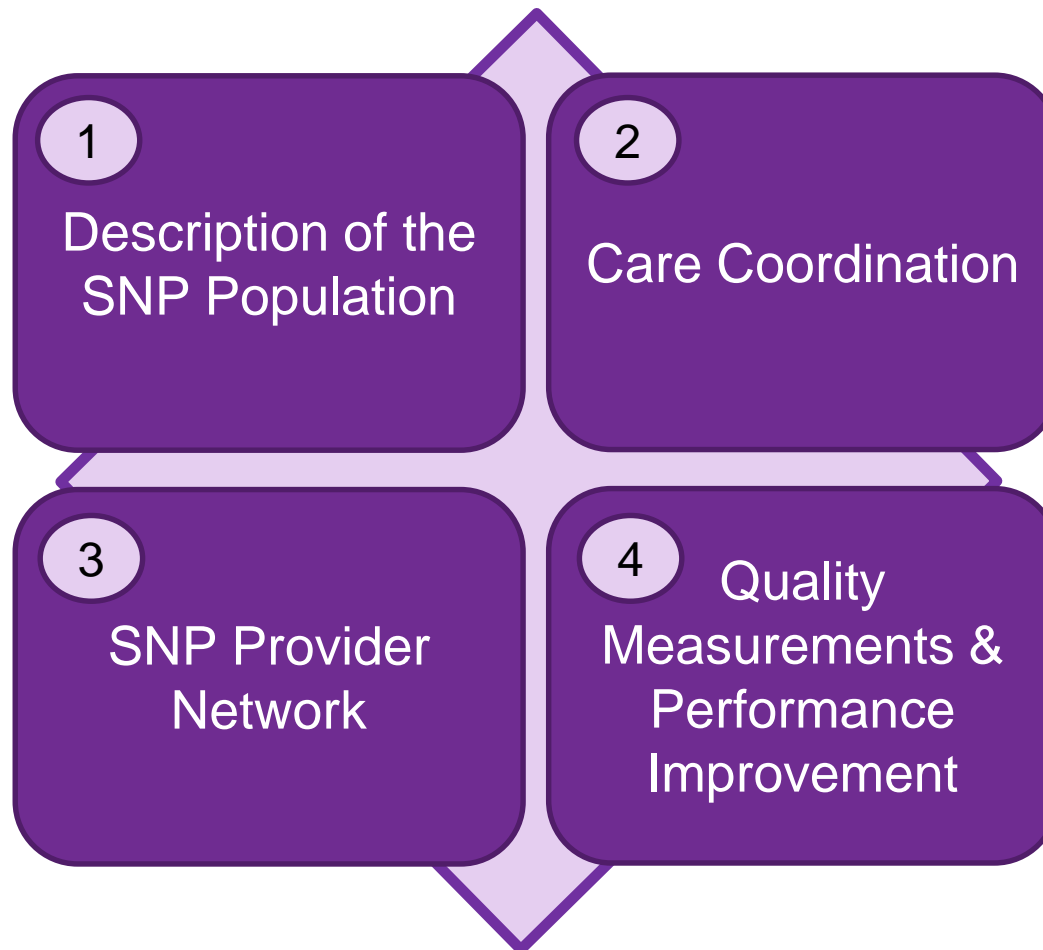 1
Description of the
SNP Population
2
Care Coordination
3
SNP Provider
Network
4
Quality
Measurements &
Performance
Improvement